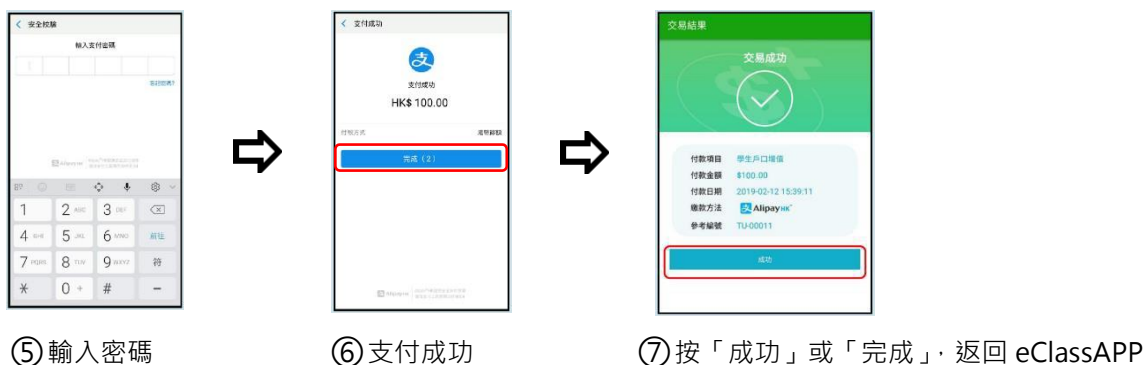 安全校驗
輸入支付密碼
忘記密碼?
1
2 ABC
3 DEF
4 GHI
5 JKL
6 MNO
前往
7 PQRS
8 TUV
9 WXYZ
符
*
0 +
#
-
支付成功
支
支付成功
HK$ 100.00
付款方式
完成 ( 2 )
AlipayHK
交易結果
交易成功
付款項目 學生戶口增值
付款金額 $100.00
付款日期 2019-02-12 15:39:11
繳款方法 支 AlipayHK
參考編號 TU-00011
成功
⑤輸入密碼
⑥支付成功
⑦按「成功」或「完成」，返回 eClassAPP